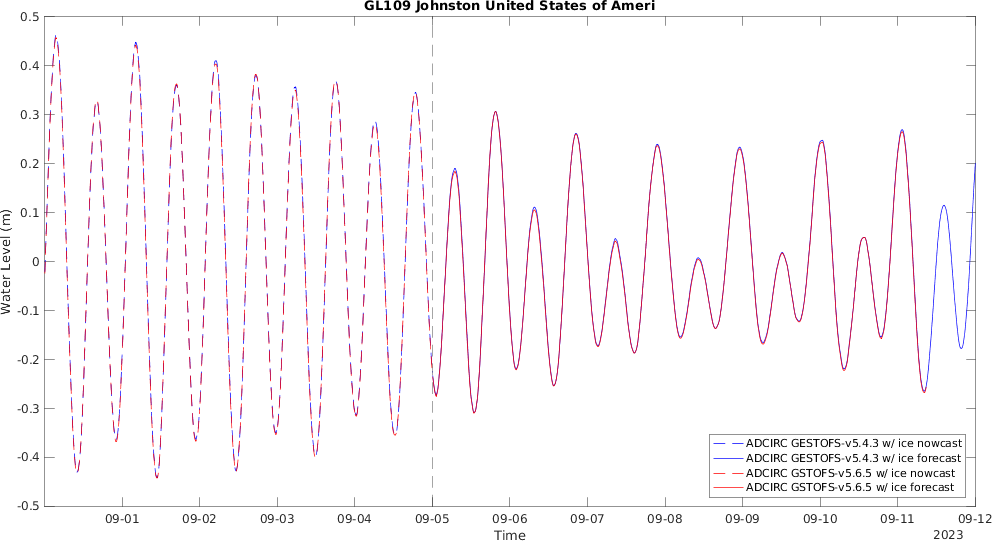 GL109 Johnston United States of Ameri
0.5
0.4
0.3
0.2
0.1
0
-0.1
-0.2
-0.3
-0.4
-0.5
Water Level (m)
ADCIRC GESTOFS-v5.4.3 w/ ice nowcast
ADCIRC GESTOFS-v5.4.3 w/ ice forecast
ADCIRC GSTOFS-v5.6.5 w/ ice nowcast
ADCIRC GSTOFS-v5.6.5 w/ ice forecast
09-01 09-02 09-03 09-04 09-05 09-06 09-07 09-08 09-09 09-10 09-11 09-12
Time
2023